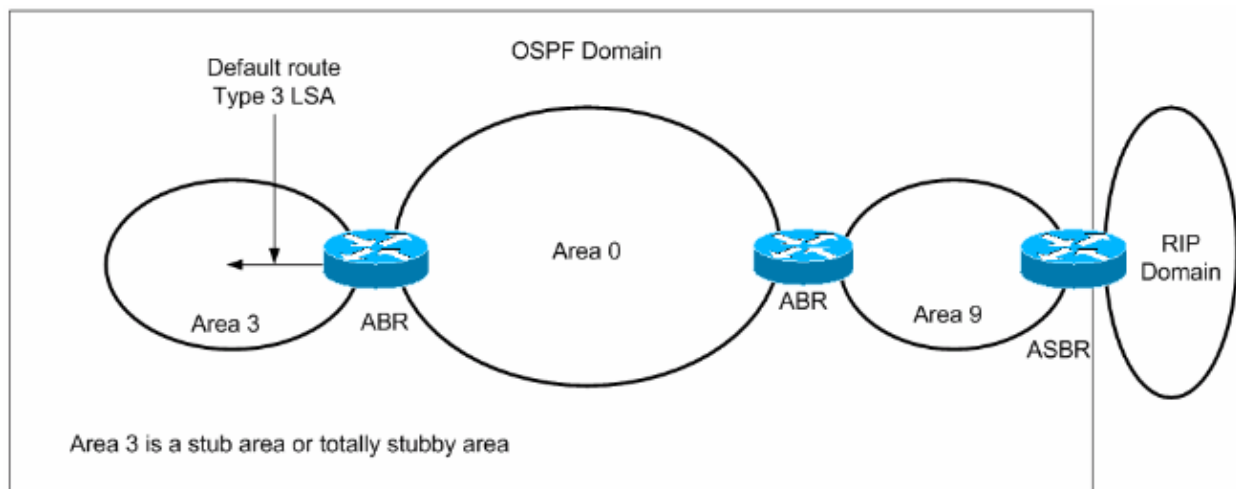 OSPF Domain
Default route
Type 3 LSA
Area 0
RIP
Domain
Area 3
ABR
ABR
Area 9
ASBR
Area 3 is a stub area or totally stubby area